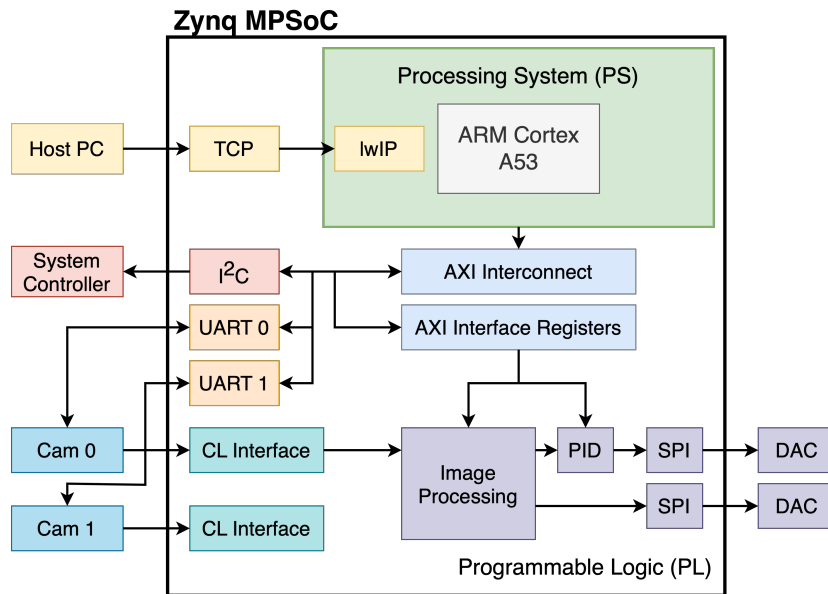 Zynq MPSoC
Processing System (PS)
Host PC
TCP
lwIP
ARM Cortex
A53
System
Controller
I²C
AXI Interconnect
UART 0
AXI Interface Registers
UART 1
Cam 0
CL Interface
Image
Processing
PID
SPI
DAC
Cam 1
CL Interface
SPI
DAC
Programmable Logic (PL)